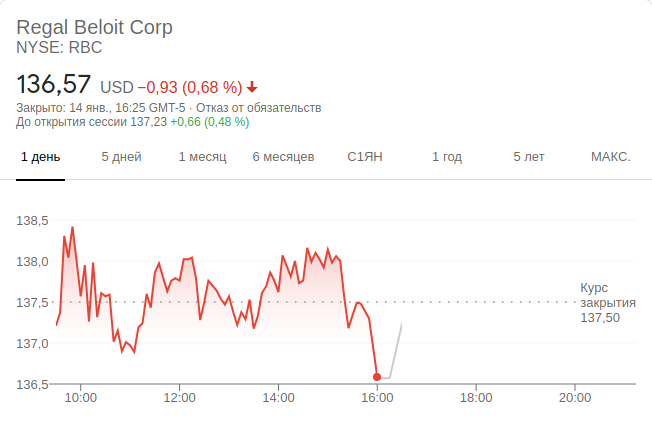 Regal Beloit Corp
NYSE: RBC
136,57 USD −0,93 (0,68 %)
Закрыто: 14 янв., 16:25 GMT-5 · Отказ от обязательств
До открытия сессии 137,23 +0,66 (0,48 %)
1 день 5 дней 1 месяц 6 месяцев С1ЯН 1 год 5 лет МАКС.
138,5
138,0
137,5
137,0
136,5
Курс
закрытия
137,50
10:00 12:00 14:00 16:00 18:00 20:00